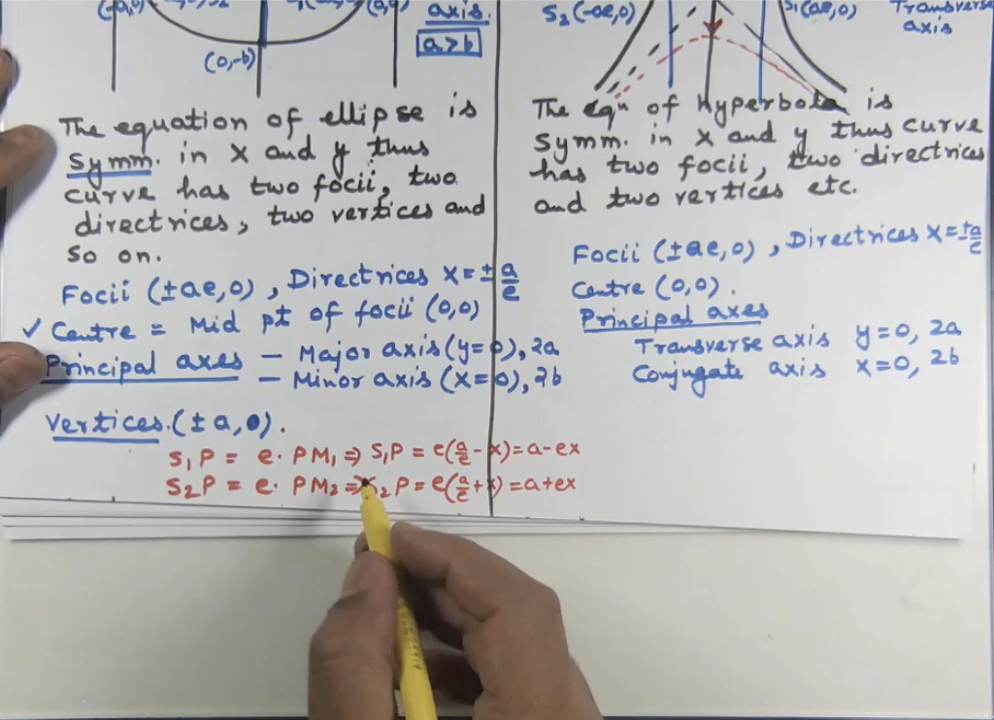 (0,-b)
axis.
a>b
The equation of ellipse is
symm. in x and y thus
curve has two focii, two
directrices, two vertices and
so on.
Focii (±ae,0), Directrices x=±a/e
✓ Centre = Mid pt of focii (0,0)
Principal axes – Major axis (y=0), 2a
– Minor axis (x=0), 2b
Vertices. (±a,0).
S₁P = e. PM₁ ⇒ S₁P = e(a/e - x) = a-ex
S₂P = e. PM₂ ⇒ S₂P = e(a/e + x) = a+ex
S₂(-ae,0)
S₁(ae,0)
Transverse
axis
The eqn of Hyperbola is
symm. in x and y thus curve
has two focii, two directrices
and two vertices etc.
Focii (±ae,0), Directrices x=±a/e
Centre (0,0).
Principal axes
Transverse axis y=0, 2a
Conjugate axis x=0, 2b